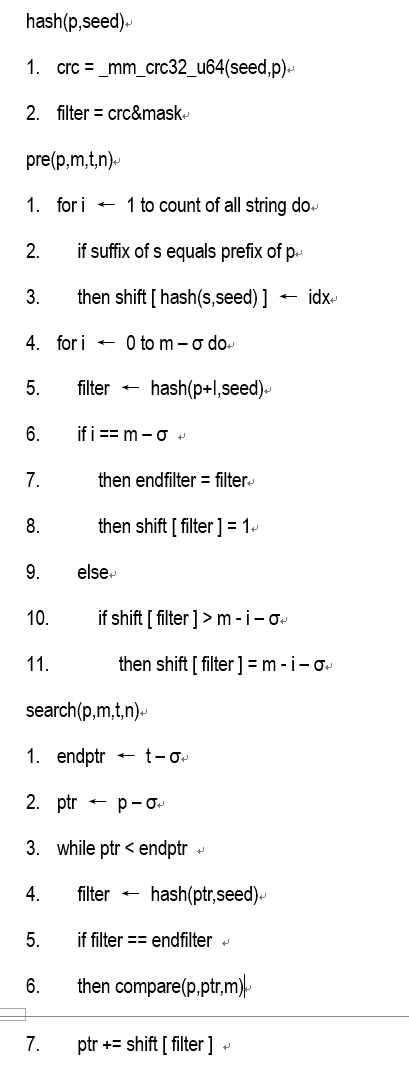 hash(p,seed)
1. crc = _mm_crc32_u64(seed,p)
2. filter = crc&mask
pre(p,m,t,n)
1. for i ← 1 to count of all string do
2. if suffix of s equals prefix of p
3. then shift [ hash(s,seed) ] ← idx
4. for i ← 0 to m – σ do
5. filter ← hash(p+I,seed)
6. if i == m – σ
7. then endfilter = filter
8. then shift [ filter ] = 1
9. else
10. if shift [ filter ] > m - i – σ
11. then shift [ filter ] = m - i – σ
search(p,m,t,n)
1. endptr ← t – σ
2. ptr ← p – σ
3. while ptr < endptr
4. filter ← hash(ptr,seed)
5. if filter == endfilter
6. then compare(p,ptr,m)
7. ptr += shift [ filter ]